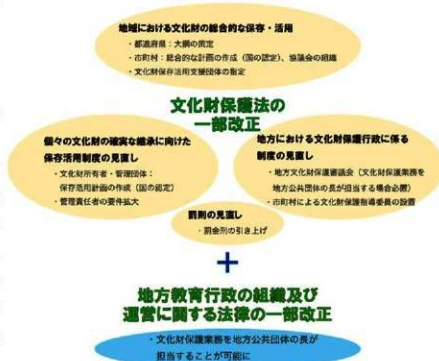 地域における文化財の総合的な保存・活用
・都道府県：大綱の策定
・市町村：総合的な計画の作成（国の認定）、協議会の組織
・文化財保存活用支援団体の指定
文化財保護法の
一部改正
個々の文化財の確実な継承に向けた
保存活用制度の見直し
・文化財所有者・管理団体：
保存活用計画の作成（国の認定）
・管理責任者の要件拡大
地方における文化財保護行政に係る
制度の見直し
・地方文化財保護審議会（文化財保護業務を
地方公共団体の長が担当する場合必置）
・市町村による文化財保護指導委員の設置
罰則の見直し
・罰金刑の引き上げ
+
地方教育行政の組織及び
運営に関する法律の一部改正
・文化財保護業務を地方公共団体の長が
担当することが可能に